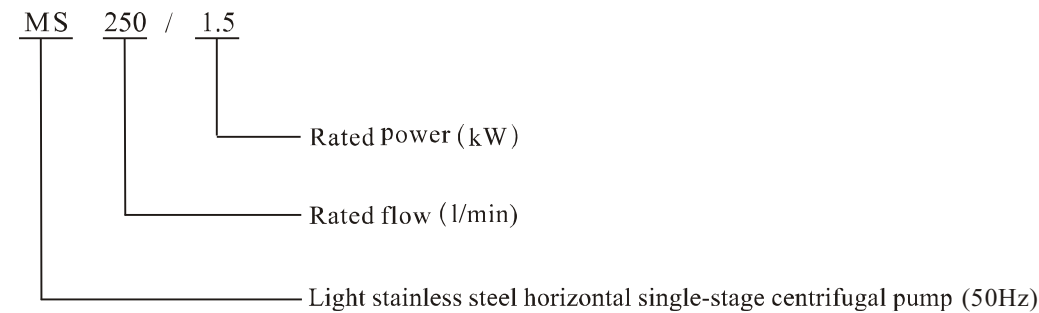 MS 250 / 1.5
Rated power (kW)
Rated flow (l/min)
Light stainless steel horizontal single-stage centrifugal pump (50Hz)